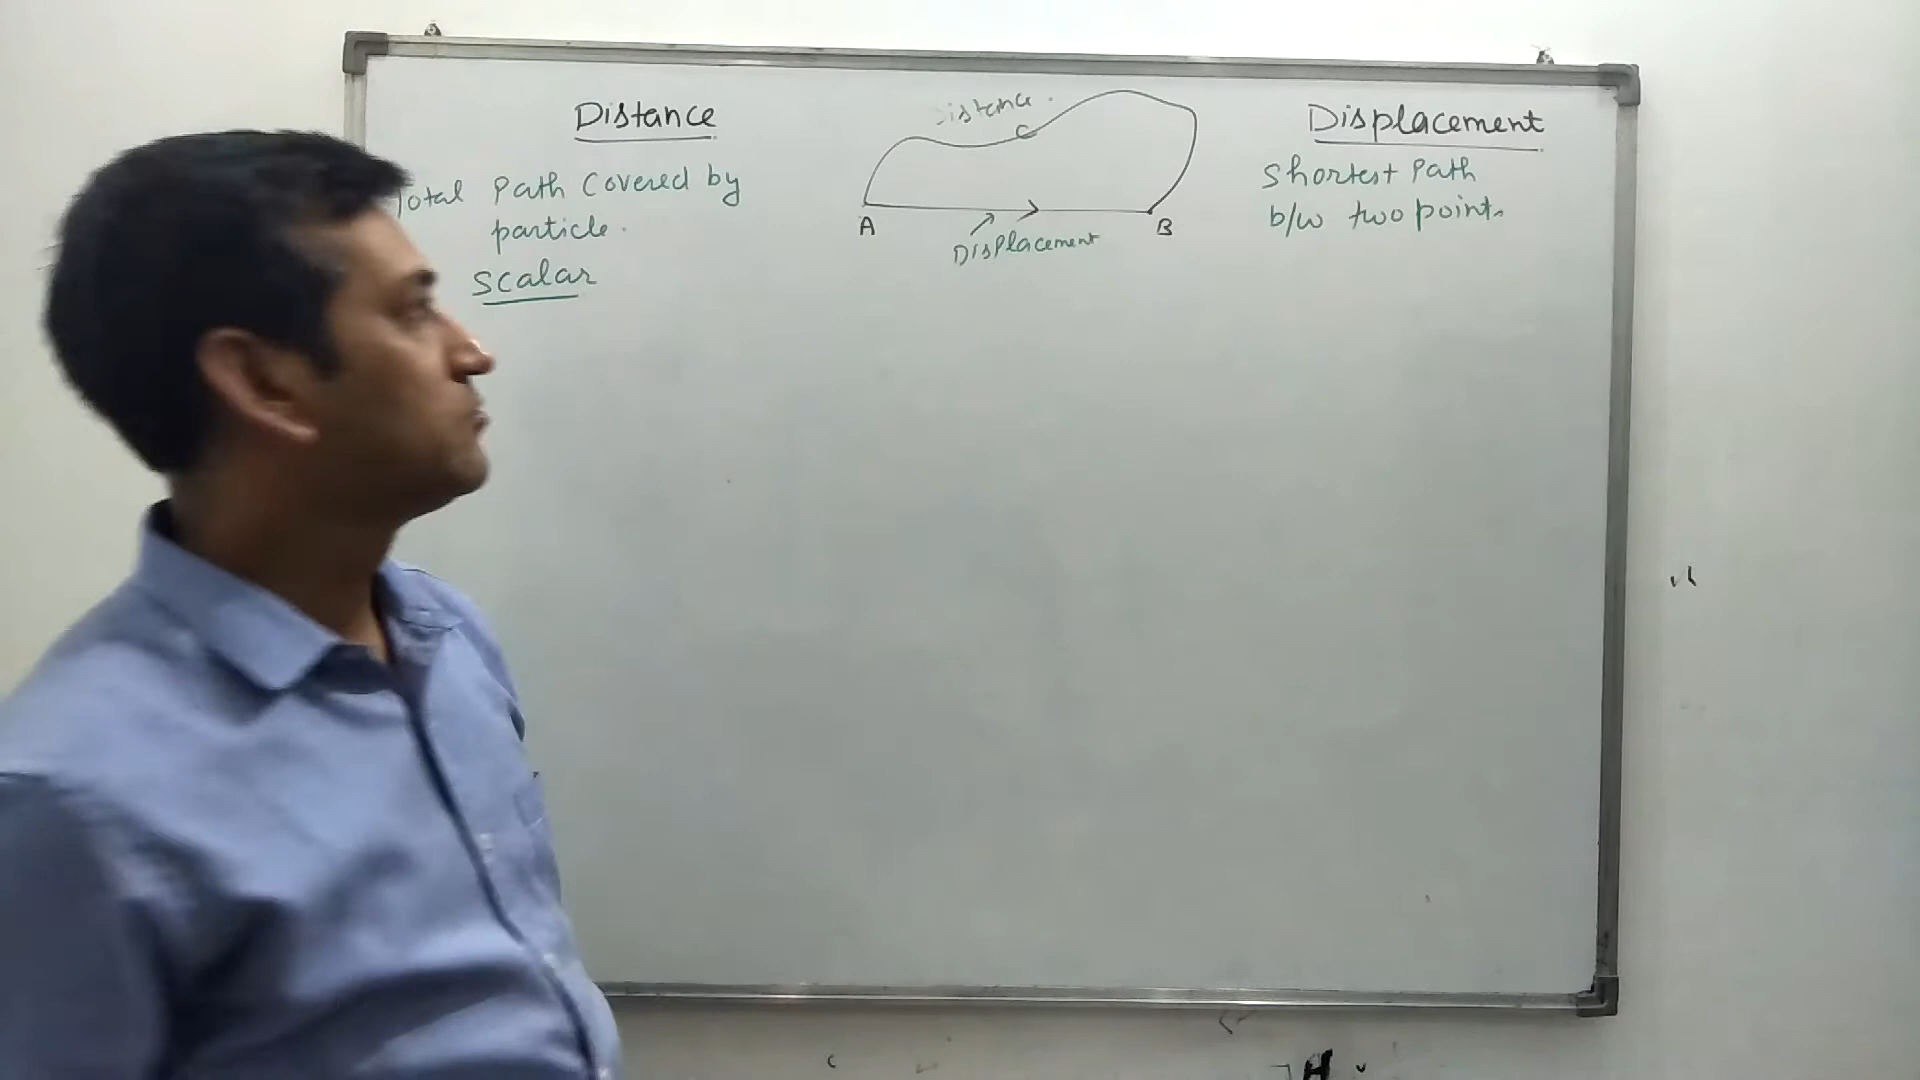 Distance
Total Path Covered by
particle.
Scalar
Distance.
C
A
B
Displacement
Displacement
Shortest Path
b/w two points
H